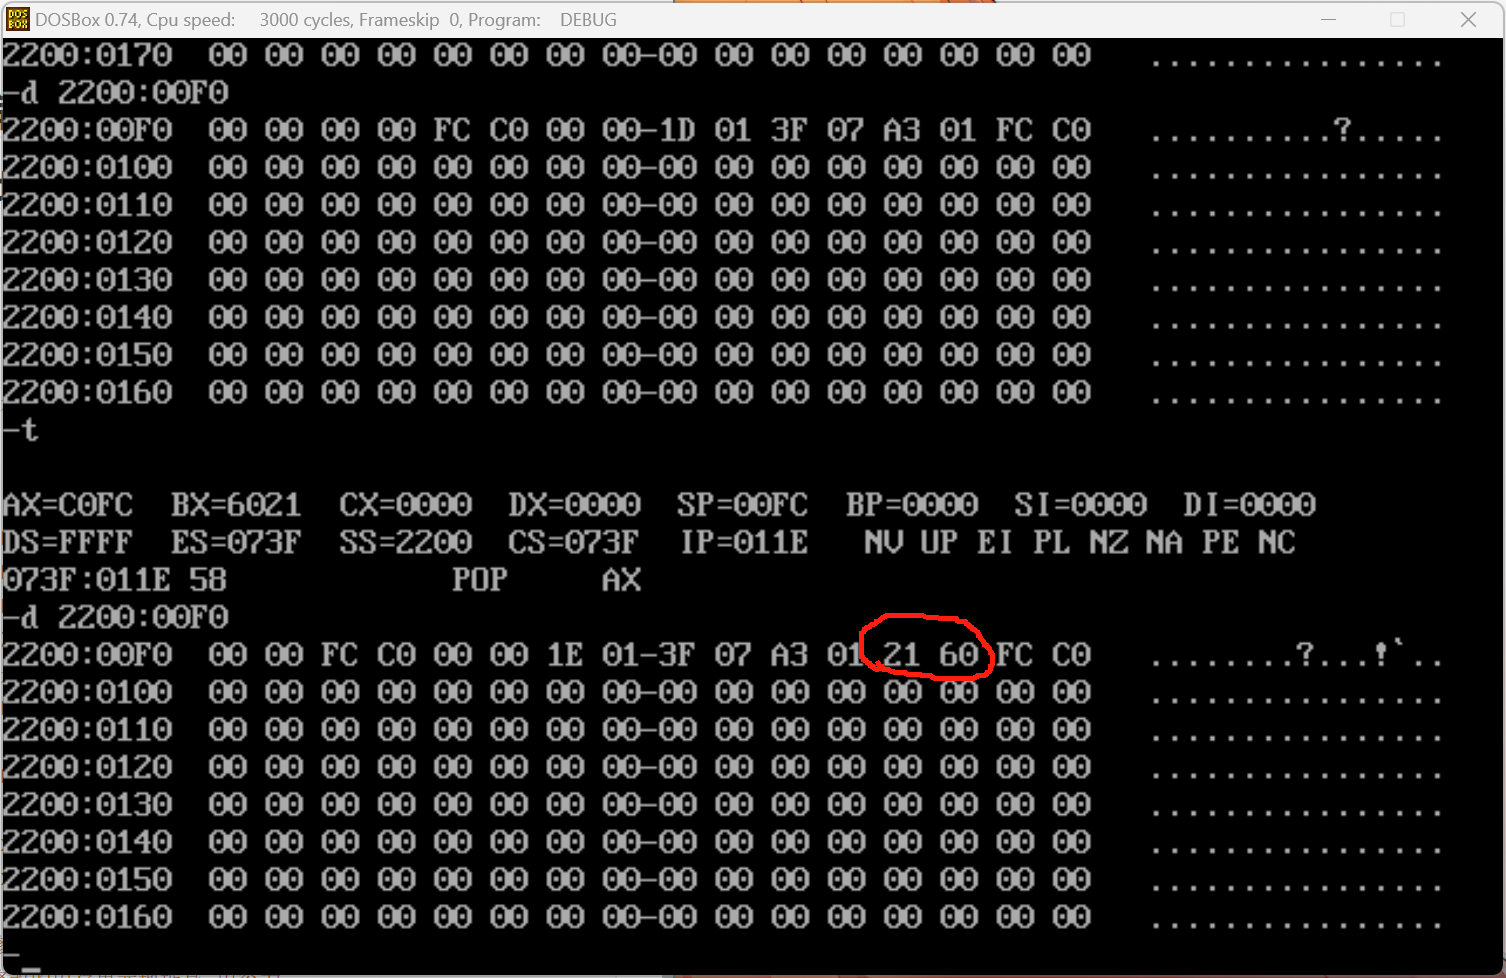 DOSBox 0.74, Cpu speed:    3000 cycles, Frameskip  0, Program:    DEBUG
2200:0170  00 00 00 00 00 00 00 00-00 00 00 00 00 00 00 00   ................
-d 2200:00F0
2200:00F0  00 00 00 00 FC C0 00 00-1D 01 3F 07 A3 01 FC C0   ..........?.....
2200:0100  00 00 00 00 00 00 00 00-00 00 00 00 00 00 00 00   ................
2200:0110  00 00 00 00 00 00 00 00-00 00 00 00 00 00 00 00   ................
2200:0120  00 00 00 00 00 00 00 00-00 00 00 00 00 00 00 00   ................
2200:0130  00 00 00 00 00 00 00 00-00 00 00 00 00 00 00 00   ................
2200:0140  00 00 00 00 00 00 00 00-00 00 00 00 00 00 00 00   ................
2200:0150  00 00 00 00 00 00 00 00-00 00 00 00 00 00 00 00   ................
2200:0160  00 00 00 00 00 00 00 00-00 00 00 00 00 00 00 00   ................
-t
AX=C0FC  BX=6021  CX=0000  DX=0000  SP=00FC  BP=0000  SI=0000  DI=0000
DS=FFFF  ES=073F  SS=2200  CS=073F  IP=011E   NV UP EI PL NZ NA PE NC
073F:011E 58            POP     AX
-d 2200:00F0
2200:00F0  00 00 FC C0 00 00 1E 01-3F 07 A3 01 21 60 FC C0   ........?...!`..
2200:0100  00 00 00 00 00 00 00 00-00 00 00 00 00 00 00 00   ................
2200:0110  00 00 00 00 00 00 00 00-00 00 00 00 00 00 00 00   ................
2200:0120  00 00 00 00 00 00 00 00-00 00 00 00 00 00 00 00   ................
2200:0130  00 00 00 00 00 00 00 00-00 00 00 00 00 00 00 00   ................
2200:0140  00 00 00 00 00 00 00 00-00 00 00 00 00 00 00 00   ................
2200:0150  00 00 00 00 00 00 00 00-00 00 00 00 00 00 00 00   ................
2200:0160  00 00 00 00 00 00 00 00-00 00 00 00 00 00 00 00   ................
-_